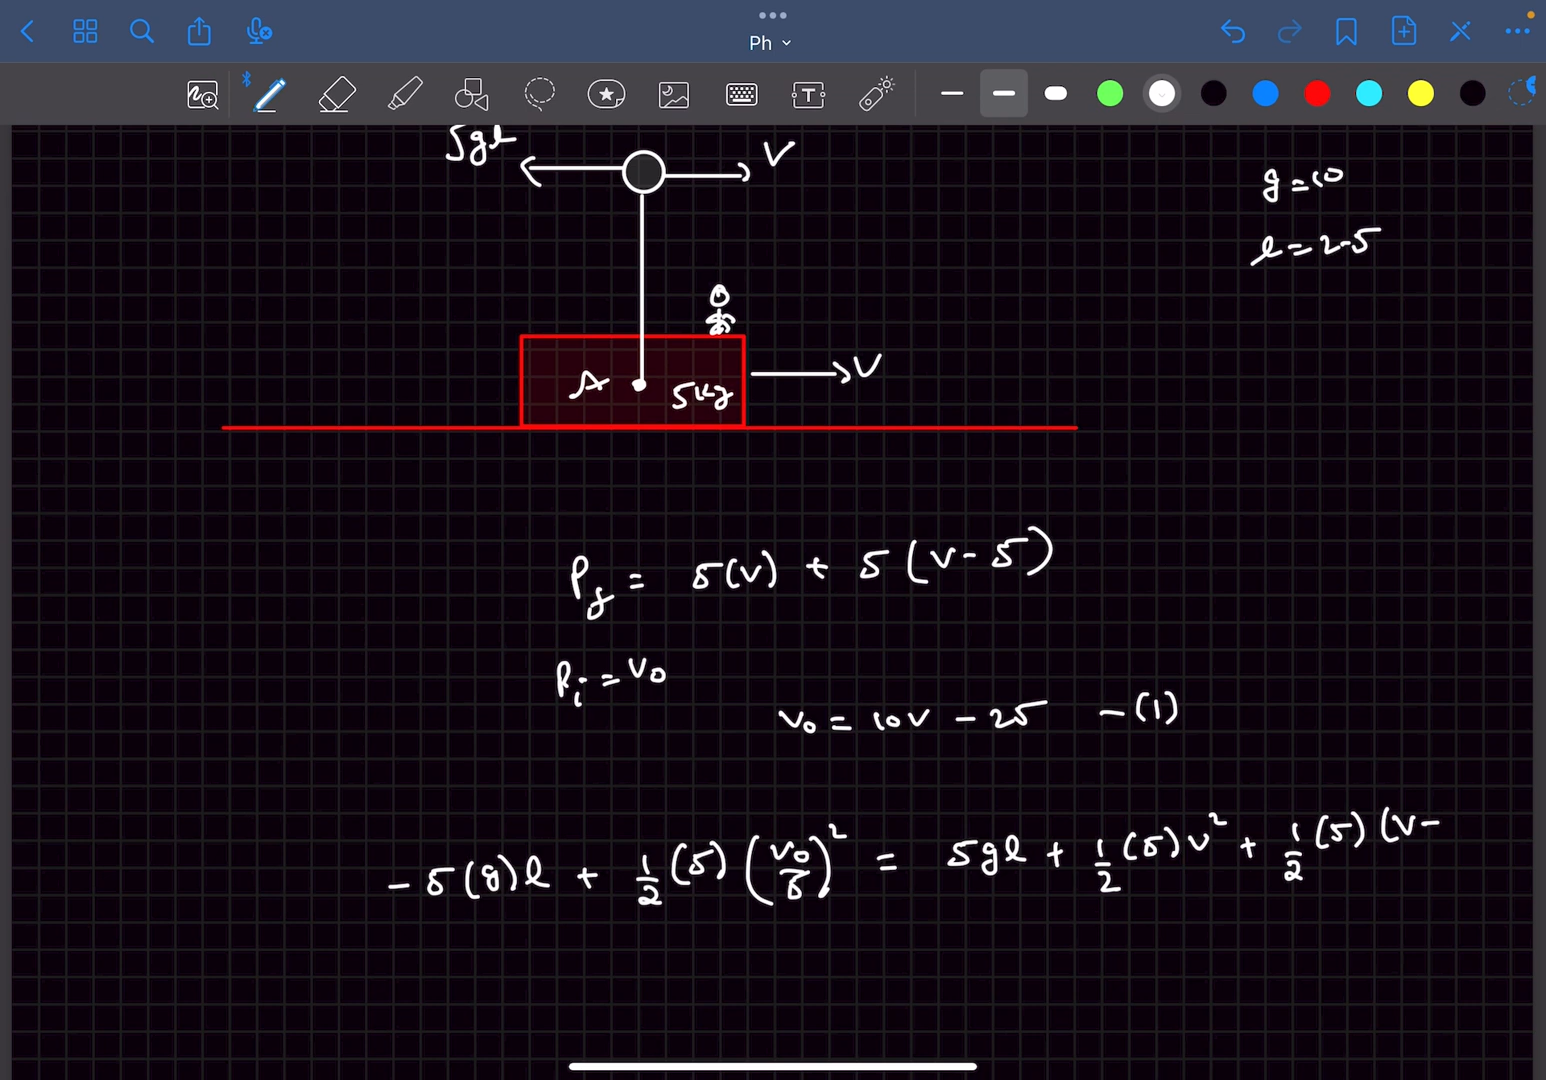 Ph
√gl
V
g=10
l=2-5
V
A
5Kg
Pf = 5(v) + 5(v-5)
Pi = v0
v0 = 10v - 25 -(1)
- 5(g)l + 1/2 (5) (v0/5)² = 5gl + 1/2 (5)v² + 1/2 (5) (v-